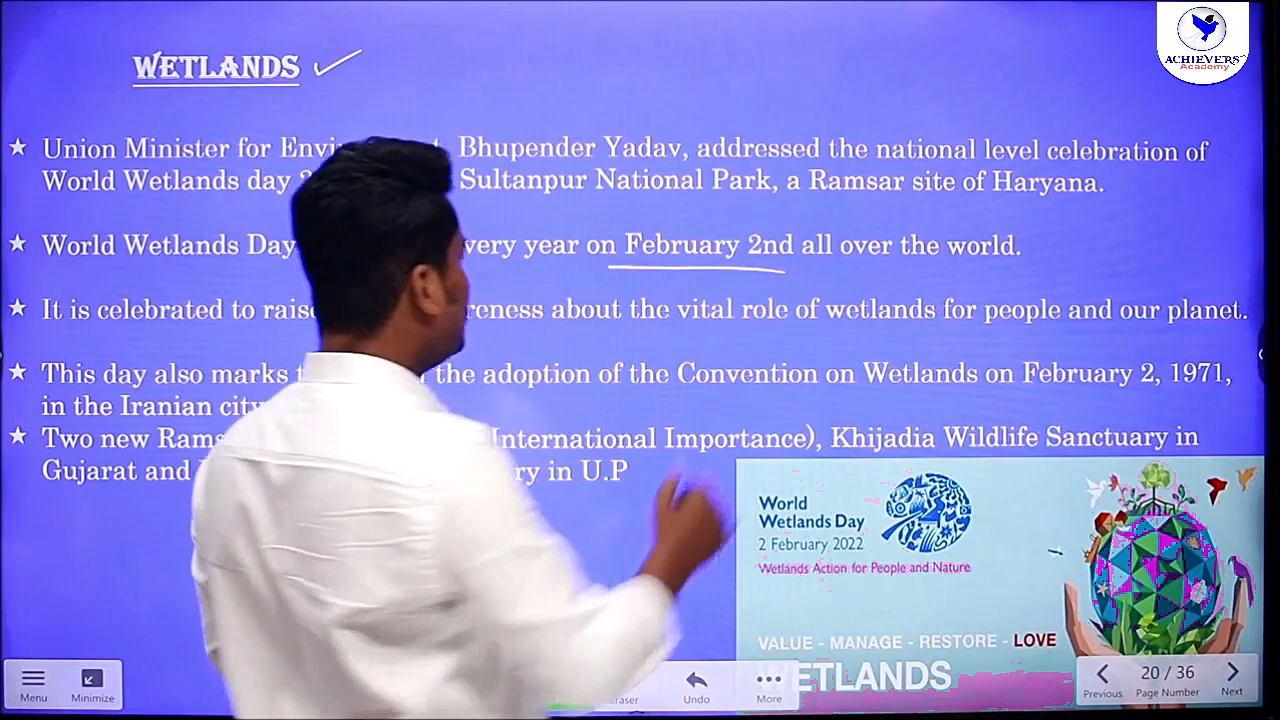 ACHIEVERS
Academy
WETLANDS
Union Minister for Bhupender Yadav, addressed the national level celebration of
World Wetlands day Sultanpur National Park, a Ramsar site of Haryana.
World Wetlands Day every year on February 2nd all over the world.
It is celebrated to the vital role of wetlands for people and our planet.
This day also marks the adoption of the Convention on Wetlands on February 2, 1971,
in the Iranian city
Two new International Importance), Khijadia Wildlife Sanctuary in
Gujarat and in U.P
World
Wetlands Day
2 February 2022
Wetlands Action for People and Nature
VALUE - MANAGE - RESTORE - LOVE
WETLANDS
Menu
Minimize
Undo
More
Previous
20 / 36
Page Number
Next